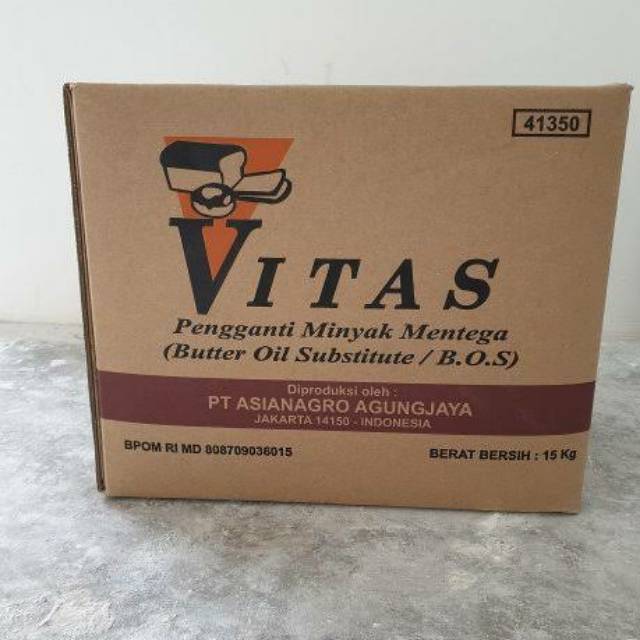 41350
VITAS
Pengganti Minyak Mentega
(Butter Oil Substitute / B.O.S)
Diproduksi oleh :
PT ASIANAGRO AGUNGJAYA
JAKARTA 14150 - INDONESIA
BPOM RI MD 808709036015
BERAT BERSIH : 15 Kg